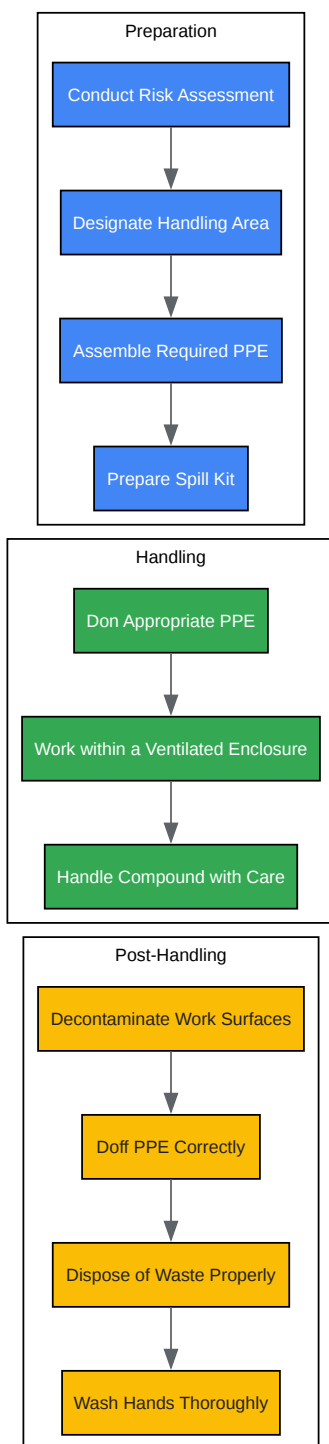 Preparation
Conduct Risk Assessment
Designate Handling Area
Assemble Required PPE
Prepare Spill Kit
Handling
Don Appropriate PPE
Work within a Ventilated Enclosure
Handle Compound with Care
Post-Handling
Decontaminate Work Surfaces
Doff PPE Correctly
Dispose of Waste Properly
Wash Hands Thoroughly